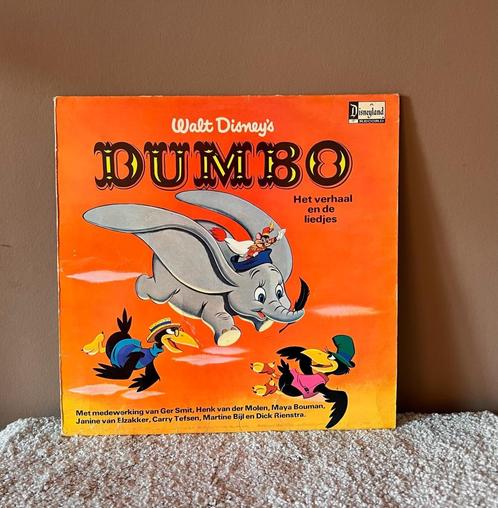 Walt Disney's
Disneyland
DUMBO
Het verhaal
en de
liedjes
Met medewerking van Ger Smit, Henk van der Molen, Maya Bouman,
Janine van Elzakker, Carry Tefsen, Martine Bijl en Dick Rienstra.